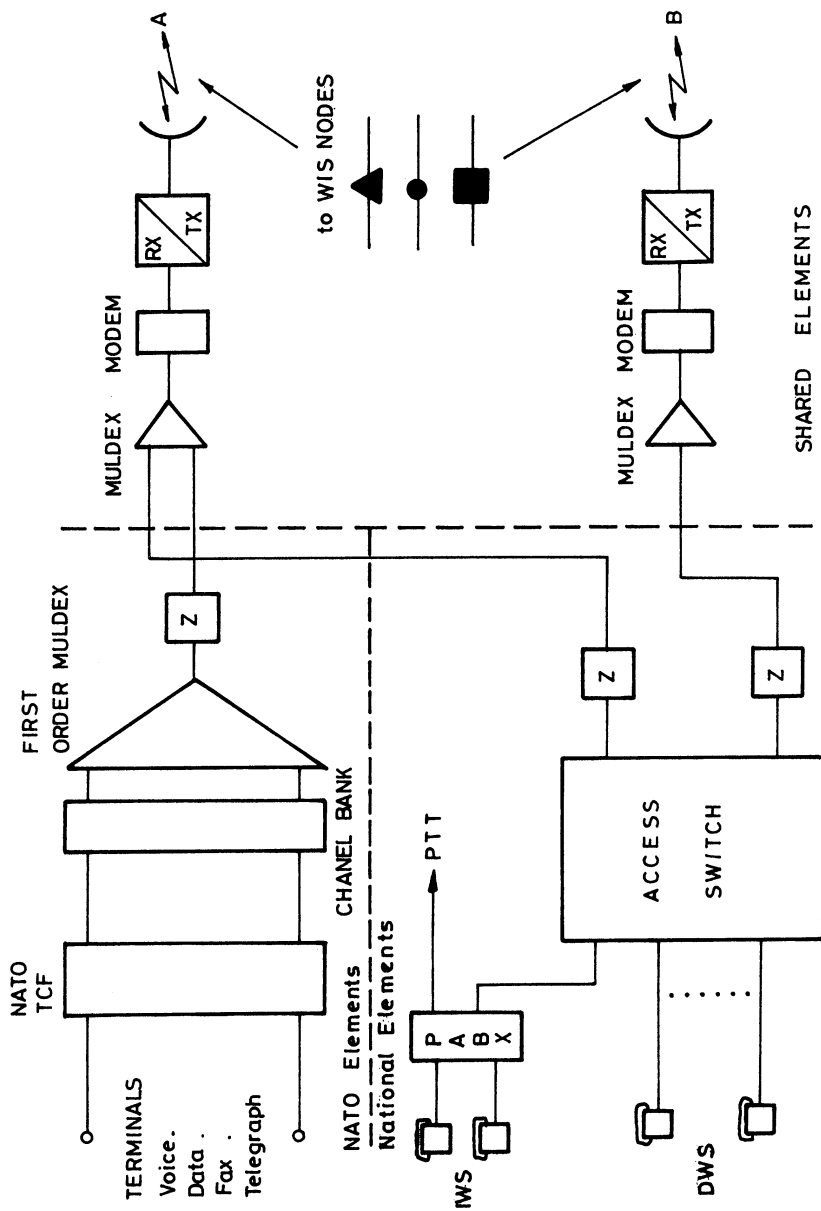 TERMINALS
Voice.
Data.
Fax.
Telegraph
NATO
TCF
CHANEL BANK
FIRST
ORDER MULDEX
Z
MULDEX
MODEM
RX
TX
A
to WIS NODES
NATO Elements
National Elements
IWS
PABX
PTT
DWS
ACCESS
SWITCH
Z
Z
MULDEX
MODEM
RX
TX
B
SHARED ELEMENTS